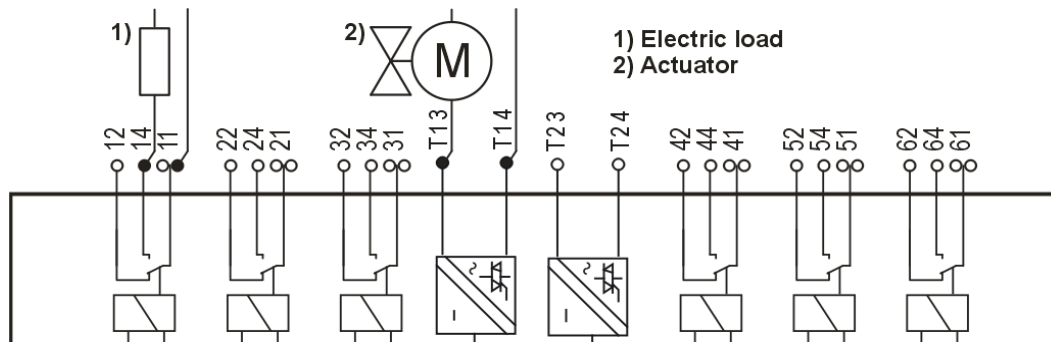 1)
2)
M
1) Electric load
2) Actuator
12 14 11 22 24 21 32 34 31 T13 T14 T23 T24 42 44 41 52 54 51 62 64 61
~ ~